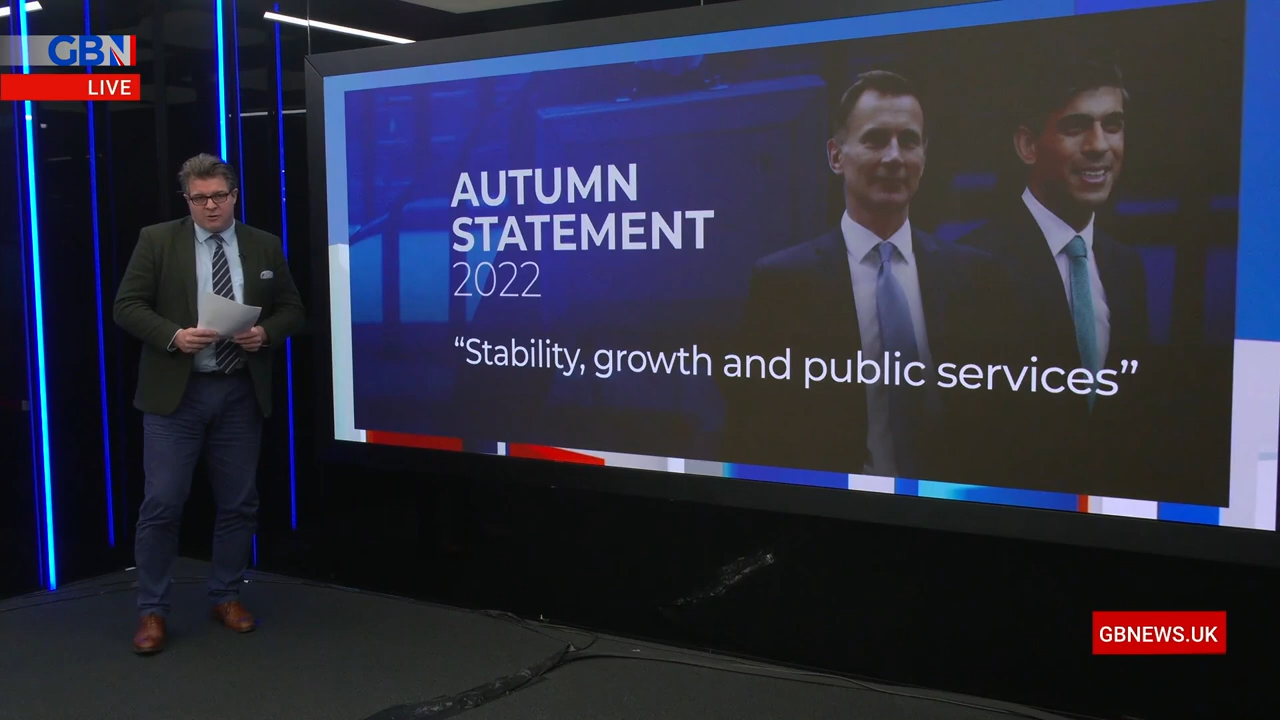 GBN
LIVE
AUTUMN
STATEMENT
2022
“Stability, growth and public services”
GBNEWS.UK